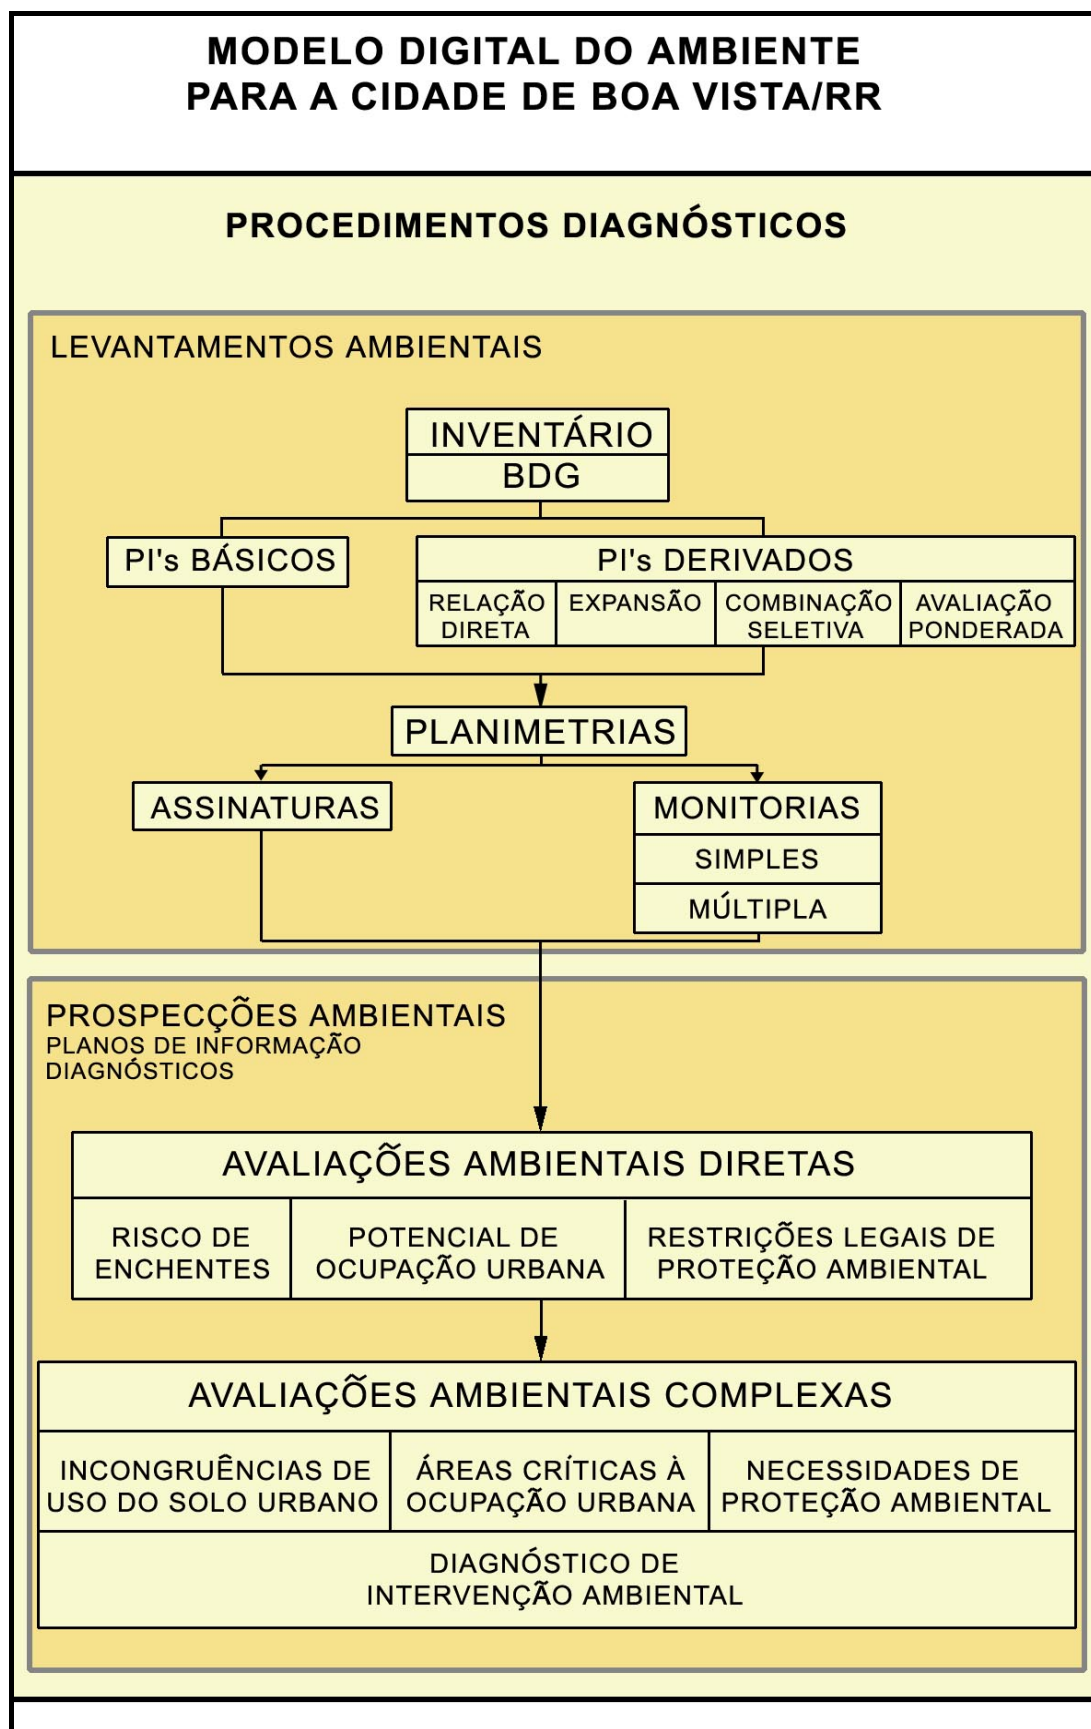 MODELO DIGITAL DO AMBIENTE
PARA A CIDADE DE BOA VISTA/RR
PROCEDIMENTOS DIAGNÓSTICOS
LEVANTAMENTOS AMBIENTAIS
INVENTÁRIO
BDG
PI's BÁSICOS
PI's DERIVADOS
RELAÇÃO
DIRETA
EXPANSÃO
COMBINAÇÃO
SELETIVA
AVALIAÇÃO
PONDERADA
PLANIMETRIAS
ASSINATURAS
MONITORIAS
SIMPLES
MÚLTIPLA
PROSPECÇÕES AMBIENTAIS
PLANOS DE INFORMAÇÃO
DIAGNÓSTICOS
AVALIAÇÕES AMBIENTAIS DIRETAS
RISCO DE
ENCHENTES
POTENCIAL DE
OCUPAÇÃO URBANA
RESTRIÇÕES LEGAIS DE
PROTEÇÃO AMBIENTAL
AVALIAÇÕES AMBIENTAIS COMPLEXAS
INCONGRUÊNCIAS DE
USO DO SOLO URBANO
ÁREAS CRÍTICAS À
OCUPAÇÃO URBANA
NECESSIDADES DE
PROTEÇÃO AMBIENTAL
DIAGNÓSTICO DE
INTERVENÇÃO AMBIENTAL